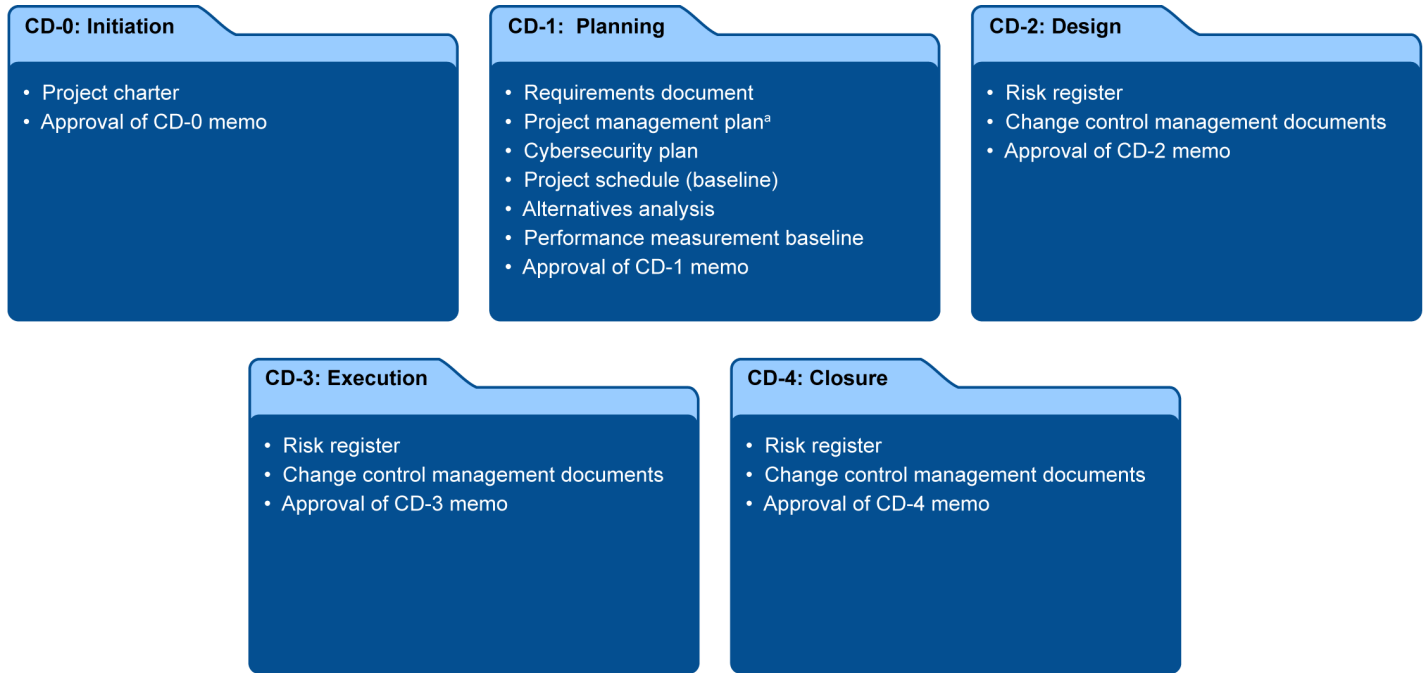 CD-0: Initiation
• Project charter
• Approval of CD-0 memo
CD-1: Planning
• Requirements document
• Project management planᵃ
• Cybersecurity plan
• Project schedule (baseline)
• Alternatives analysis
• Performance measurement baseline
• Approval of CD-1 memo
CD-2: Design
• Risk register
• Change control management documents
• Approval of CD-2 memo
CD-3: Execution
• Risk register
• Change control management documents
• Approval of CD-3 memo
CD-4: Closure
• Risk register
• Change control management documents
• Approval of CD-4 memo